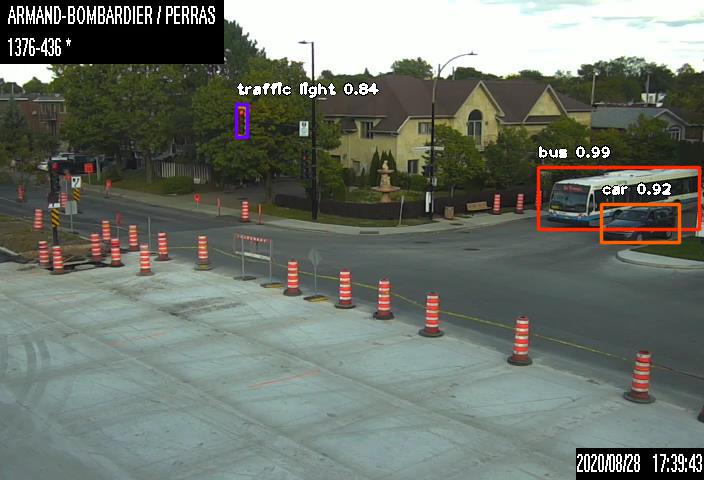 ARMAND-BOMBARDIER / PERRAS
1376-436 *
traffic light 0.84
bus 0.99
car 0.92
2020/08/28 17:39:43